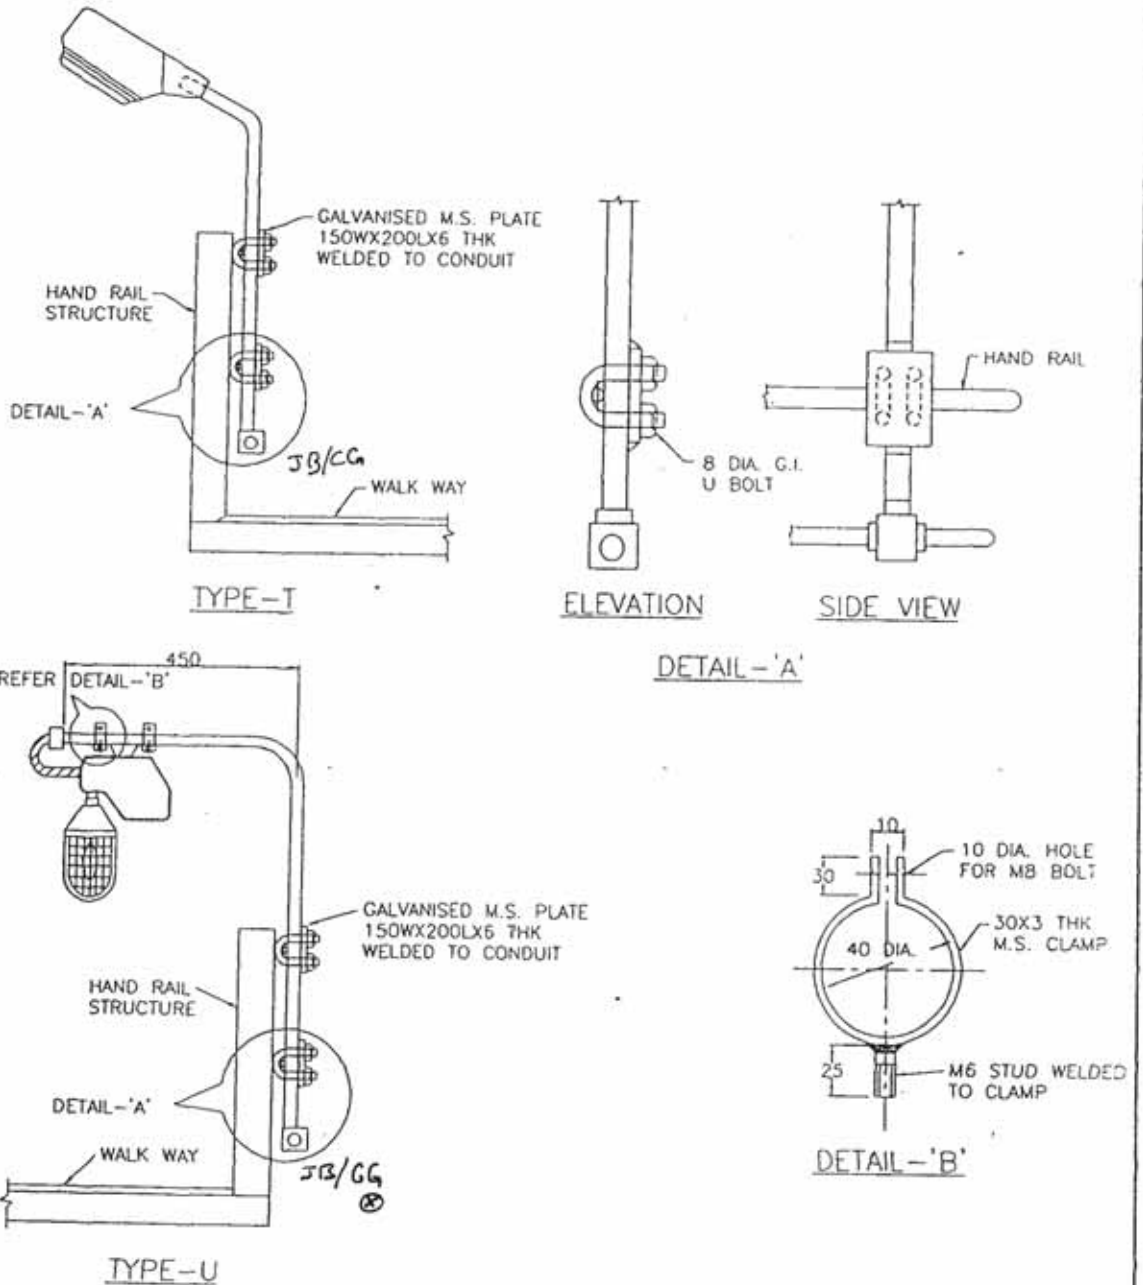 GALVANISED M.S. PLATE
150WX200LX6 THK
WELDED TO CONDUIT
HAND RAIL
STRUCTURE
DETAIL-'A'
JB/CG
WALK WAY
TYPE-T
HAND RAIL
8 DIA. G.I.
U BOLT
ELEVATION
SIDE VIEW
DETAIL-'A'
450
REFER DETAIL-'B'
GALVANISED M.S. PLATE
150WX200LX6 7HK
WELDED TO CONDUIT
HAND RAIL
STRUCTURE
DETAIL-'A'
WALK WAY
JB/GG
TYPE-U
10
30
10 DIA. HOLE
FOR M8 BOLT
30X3 THK
M.S. CLAMP
40 DIA.
25
M6 STUD WELDED
TO CLAMP
DETAIL-'B'